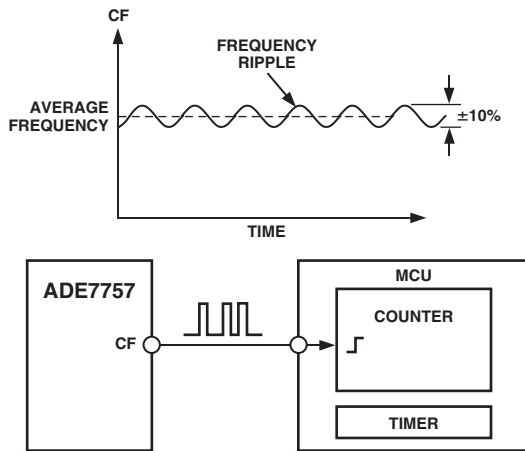 CF
FREQUENCY
RIPPLE
AVERAGE
FREQUENCY
±10%
TIME
ADE7757
CF
MCU
COUNTER
TIMER